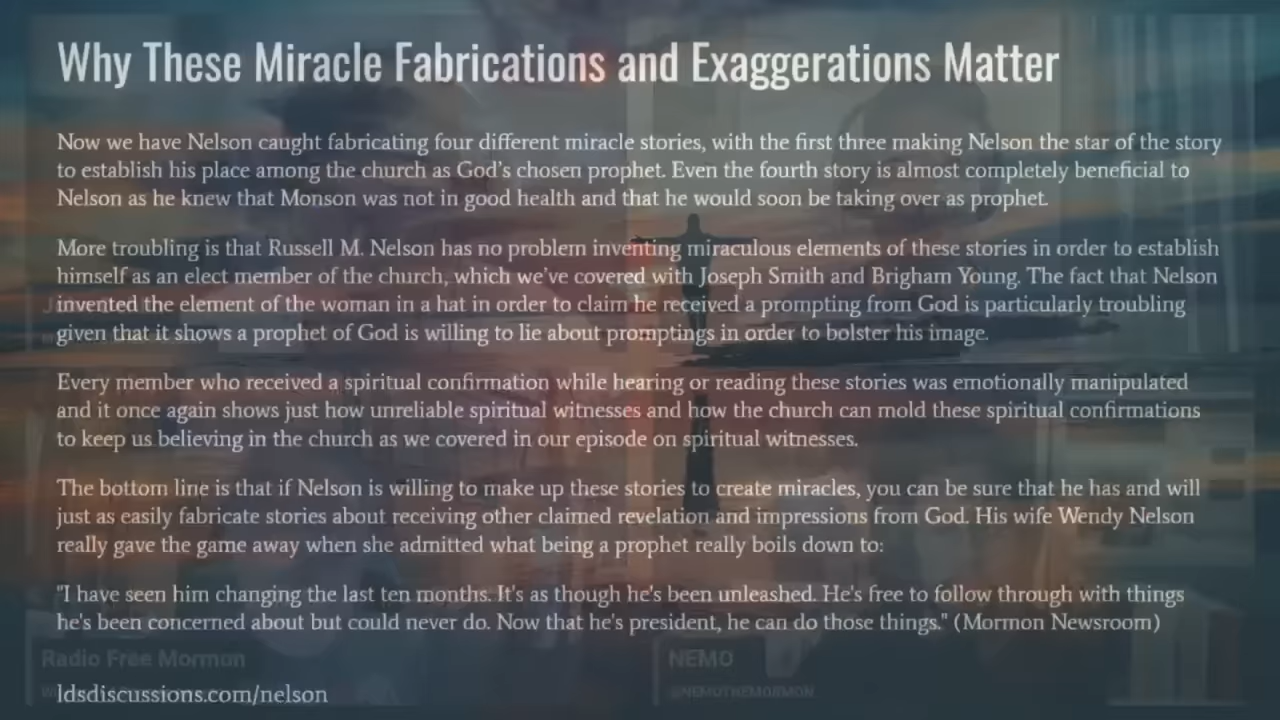 Why These Miracle Fabrications and Exaggerations Matter
Now we have Nelson caught fabricating four different miracle stories, with the first three making Nelson the star of the story
to establish his place among the church as God's chosen prophet. Even the fourth story is almost completely beneficial to
Nelson as he knew that Monson was not in good health and that he would soon be taking over as prophet.
More troubling is that Russell M. Nelson has no problem inventing miraculous elements of these stories in order to establish
himself as an elect member of the church, which we've covered with Joseph Smith and Brigham Young. The fact that Nelson
invented the element of the woman in a hat in order to claim he received a prompting from God is particularly troubling
given that it shows a prophet of God is willing to lie about promptings in order to bolster his image.
Every member who received a spiritual confirmation while hearing or reading these stories was emotionally manipulated
and it once again shows just how unreliable spiritual witnesses and how the church can mold these spiritual confirmations
to keep us believing in the church as we covered in our episode on spiritual witnesses.
The bottom line is that if Nelson is willing to make up these stories to create miracles, you can be sure that he has and will
just as easily fabricate stories about receiving other claimed revelation and impressions from God. His wife Wendy Nelson
really gave the game away when she admitted what being a prophet really boils down to:
"I have seen him changing the last ten months. It's as though he's been unleashed. He's free to follow through with things
he's been concerned about but could never do. Now that he's president, he can do those things." (Mormon Newsroom)
Radio Free Mormon
NEMO
@NEMOTHEMORMON
ldsdiscussions.com/nelson